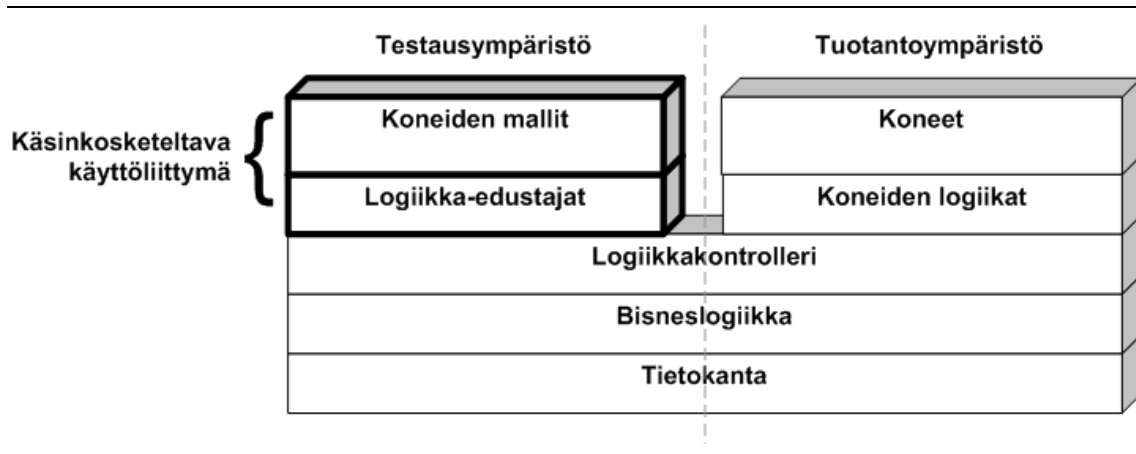 Testausympäristö
Tuotantoympäristö
Käsinkosketeltava
käyttöliittymä
Koneiden mallit
Koneet
Logiikka-edustajat
Koneiden logiikat
Logiikkakontrolleri
Bisneslogiikka
Tietokanta